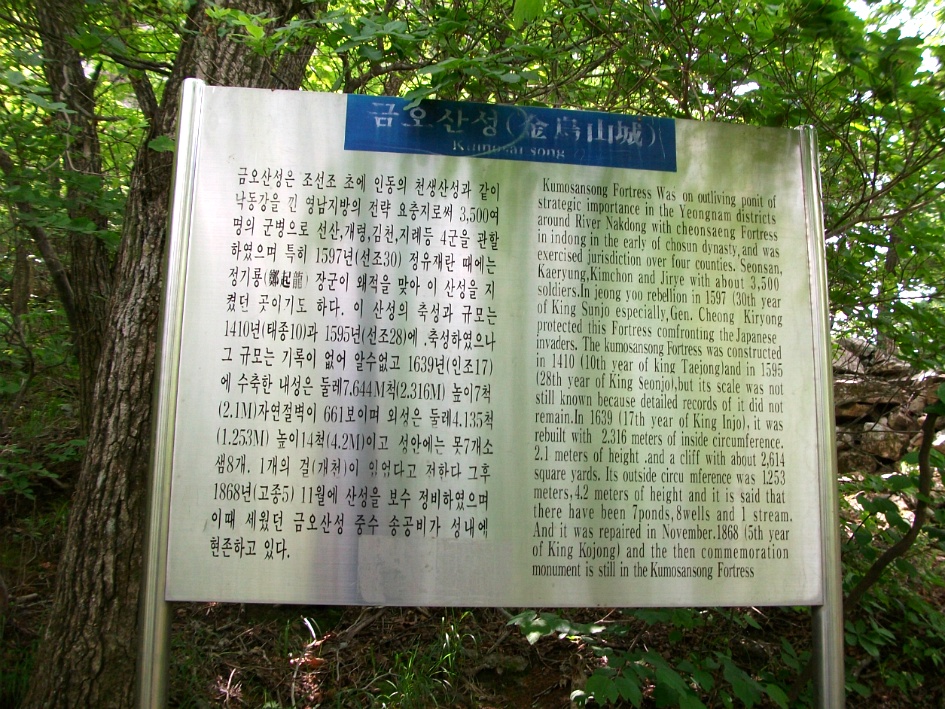 금오산성(金烏山城)
song
금오산성은 조선조 초에 인동의 천생산성과 같이
낙동강을 낀 영남지방의 전략 요충지로써 3,500여
명의 군병으로 선산,개령,김천,지례등 4군을 관할
하였으며 특히 1597년(선조30) 정유재란 때에는
정기룡(鄭起龍) 장군이 왜적을 맞아 이 산성을 지
켰던 곳이기도 하다. 이 산성의 축성과 규모는
1410년(태종10)과 1595년(선조28)에 .축성하였으나
그 규모는 기록이 없어 알수없고 1639년(인조17)
에 수축한 내성은 둘레7.644M척(2.316M) 높이7척
(2.1M)자연절벽이 661보이며 외성은 둘레4.135척
(1.253M) 높이14척(4.2M)이고 성안에는 못7개소
샘8개. 1개의 걸(개천)이 있었다고 전하다 그후
1868년(고종5) 11월에 산성을 보수 정비하였으며
이때 세웠던 금오산성 중수 송공비가 성내에
현존하고 있다.
Kumosansong Fortress Was on outliving punit of
strategic importance in the Yeongnam districts
around River Nakdong with cheonsaeng Fortress
in indong in the early of chosun dynasty, and was
exercised jurisdiction over four counties. Seonsan,
Kaeryung,Kimchon and Jirye with about 3,500
soldiers.In jeong yoo rebellion in 1597 (30th year
of King Sunjo especially, Gen. Cheong Kiryong
protected this Fortress comfronting the Japanese
invaders. The kumosansong Fortress was constructed
in 1410 (10th year of King Taejong)and in 1595
(28th year of King Seonjo),but its scale was not
still known because detailed records of it did not
remain.In 1639 (17th year of King Injo), it was
rebuilt with 2.316 meters of inside circumference.
2.1 meters of height .and a cliff with about 2,614
square yards. Its outside circu mference was 1.253
meters, 4.2 meters of height and it is said that
there have been 7ponds, 8wells and 1 stream.
And it was repaired in November.1868 (5th year
of King Kojong) and the then commemoration
monument is still in the Kumosansong Fortress